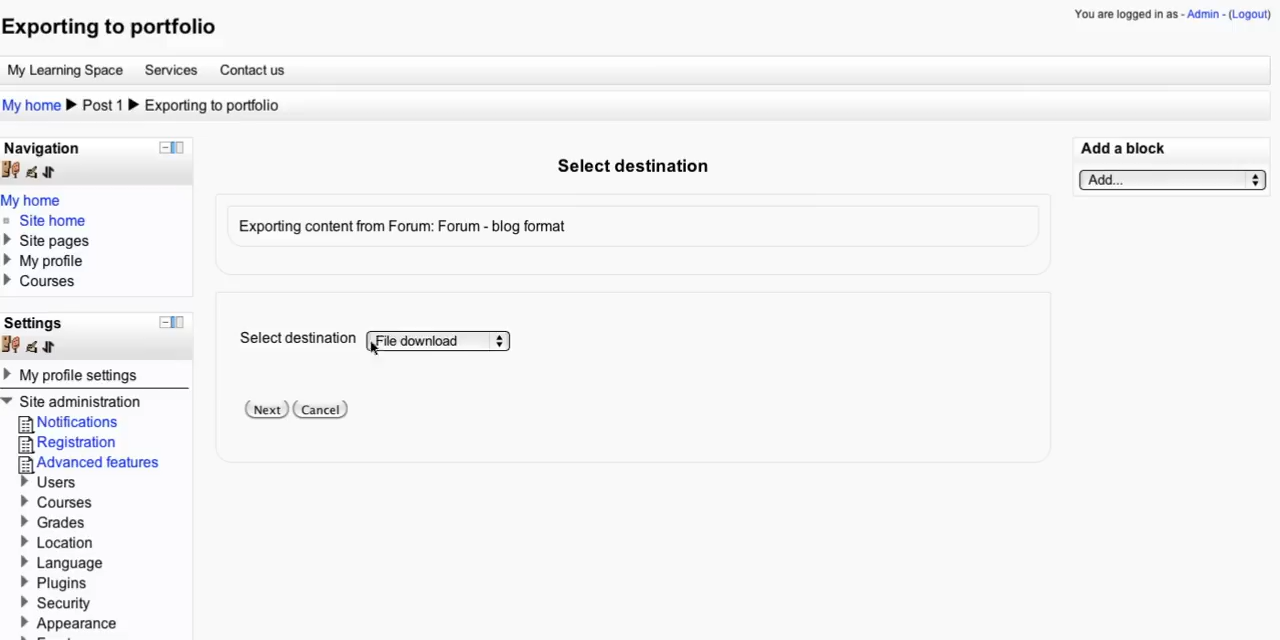 Exporting to portfolio
You are logged in as - Admin - (Logout)
My Learning Space Services Contact us
My home Post 1 Exporting to portfolio
Navigation
My home
Site home
Site pages
My profile
Courses
Settings
My profile settings
Site administration
Notifications
Registration
Advanced features
Users
Courses
Grades
Location
Language
Plugins
Security
Appearance
Select destination
Exporting content from Forum: Forum - blog format
Select destination File download
Next Cancel
Add a block
Add...